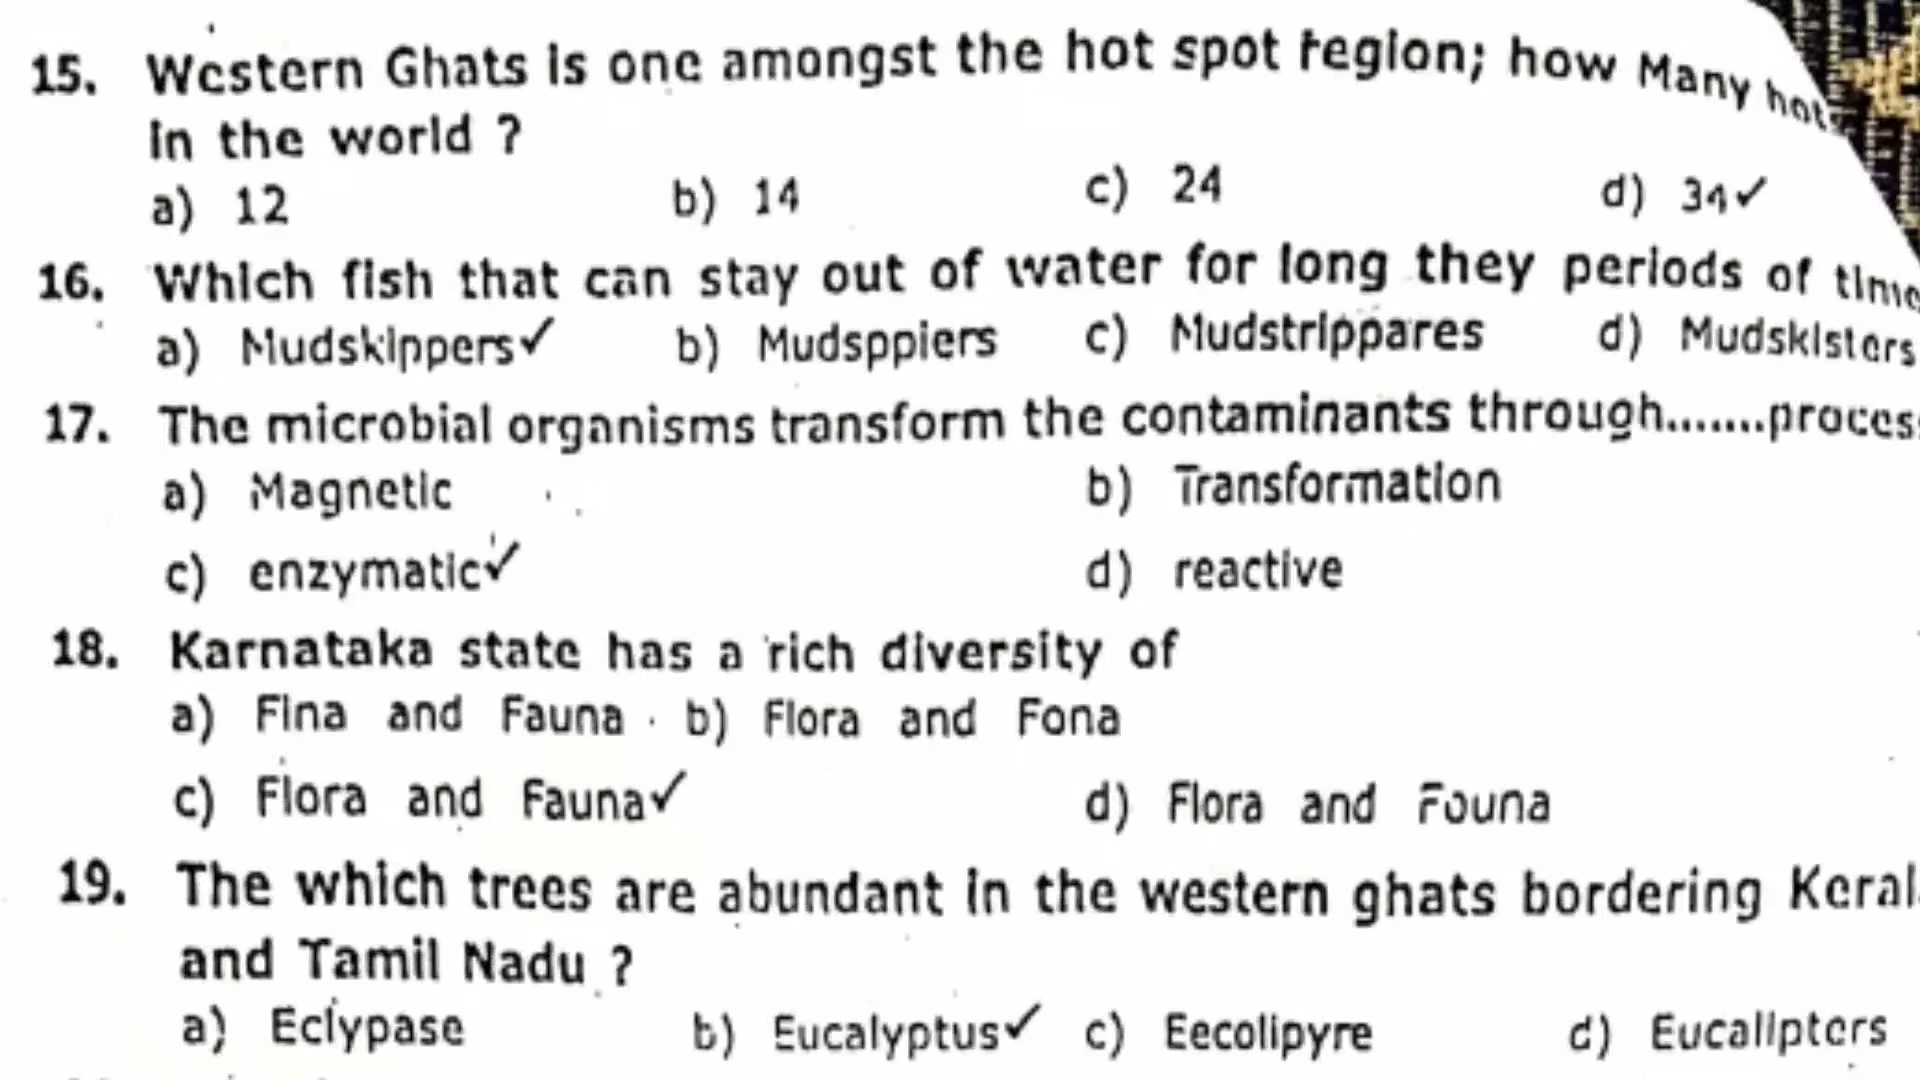 15. Western Ghats is one amongst the hot spot region; how Many
in the world ?
a) 12 b) 14 c) 24 d) 34✓
16. Which fish that can stay out of water for long they periods of time
a) Mudskippers✓ b) Mudsppiers c) Mudstrippares d) Mudskisters
17. The microbial organisms transform the contaminants through.......proces
a) Magnetic b) Transformation
c) enzymatic✓ d) reactive
18. Karnataka state has a rich diversity of
a) Fina and Fauna b) Flora and Fona
c) Flora and Fauna✓ d) Flora and Founa
19. The which trees are abundant in the western ghats bordering Keral
and Tamil Nadu ?
a) Eclypase b) Eucalyptus✓ c) Eecolipyre d) Eucalipters